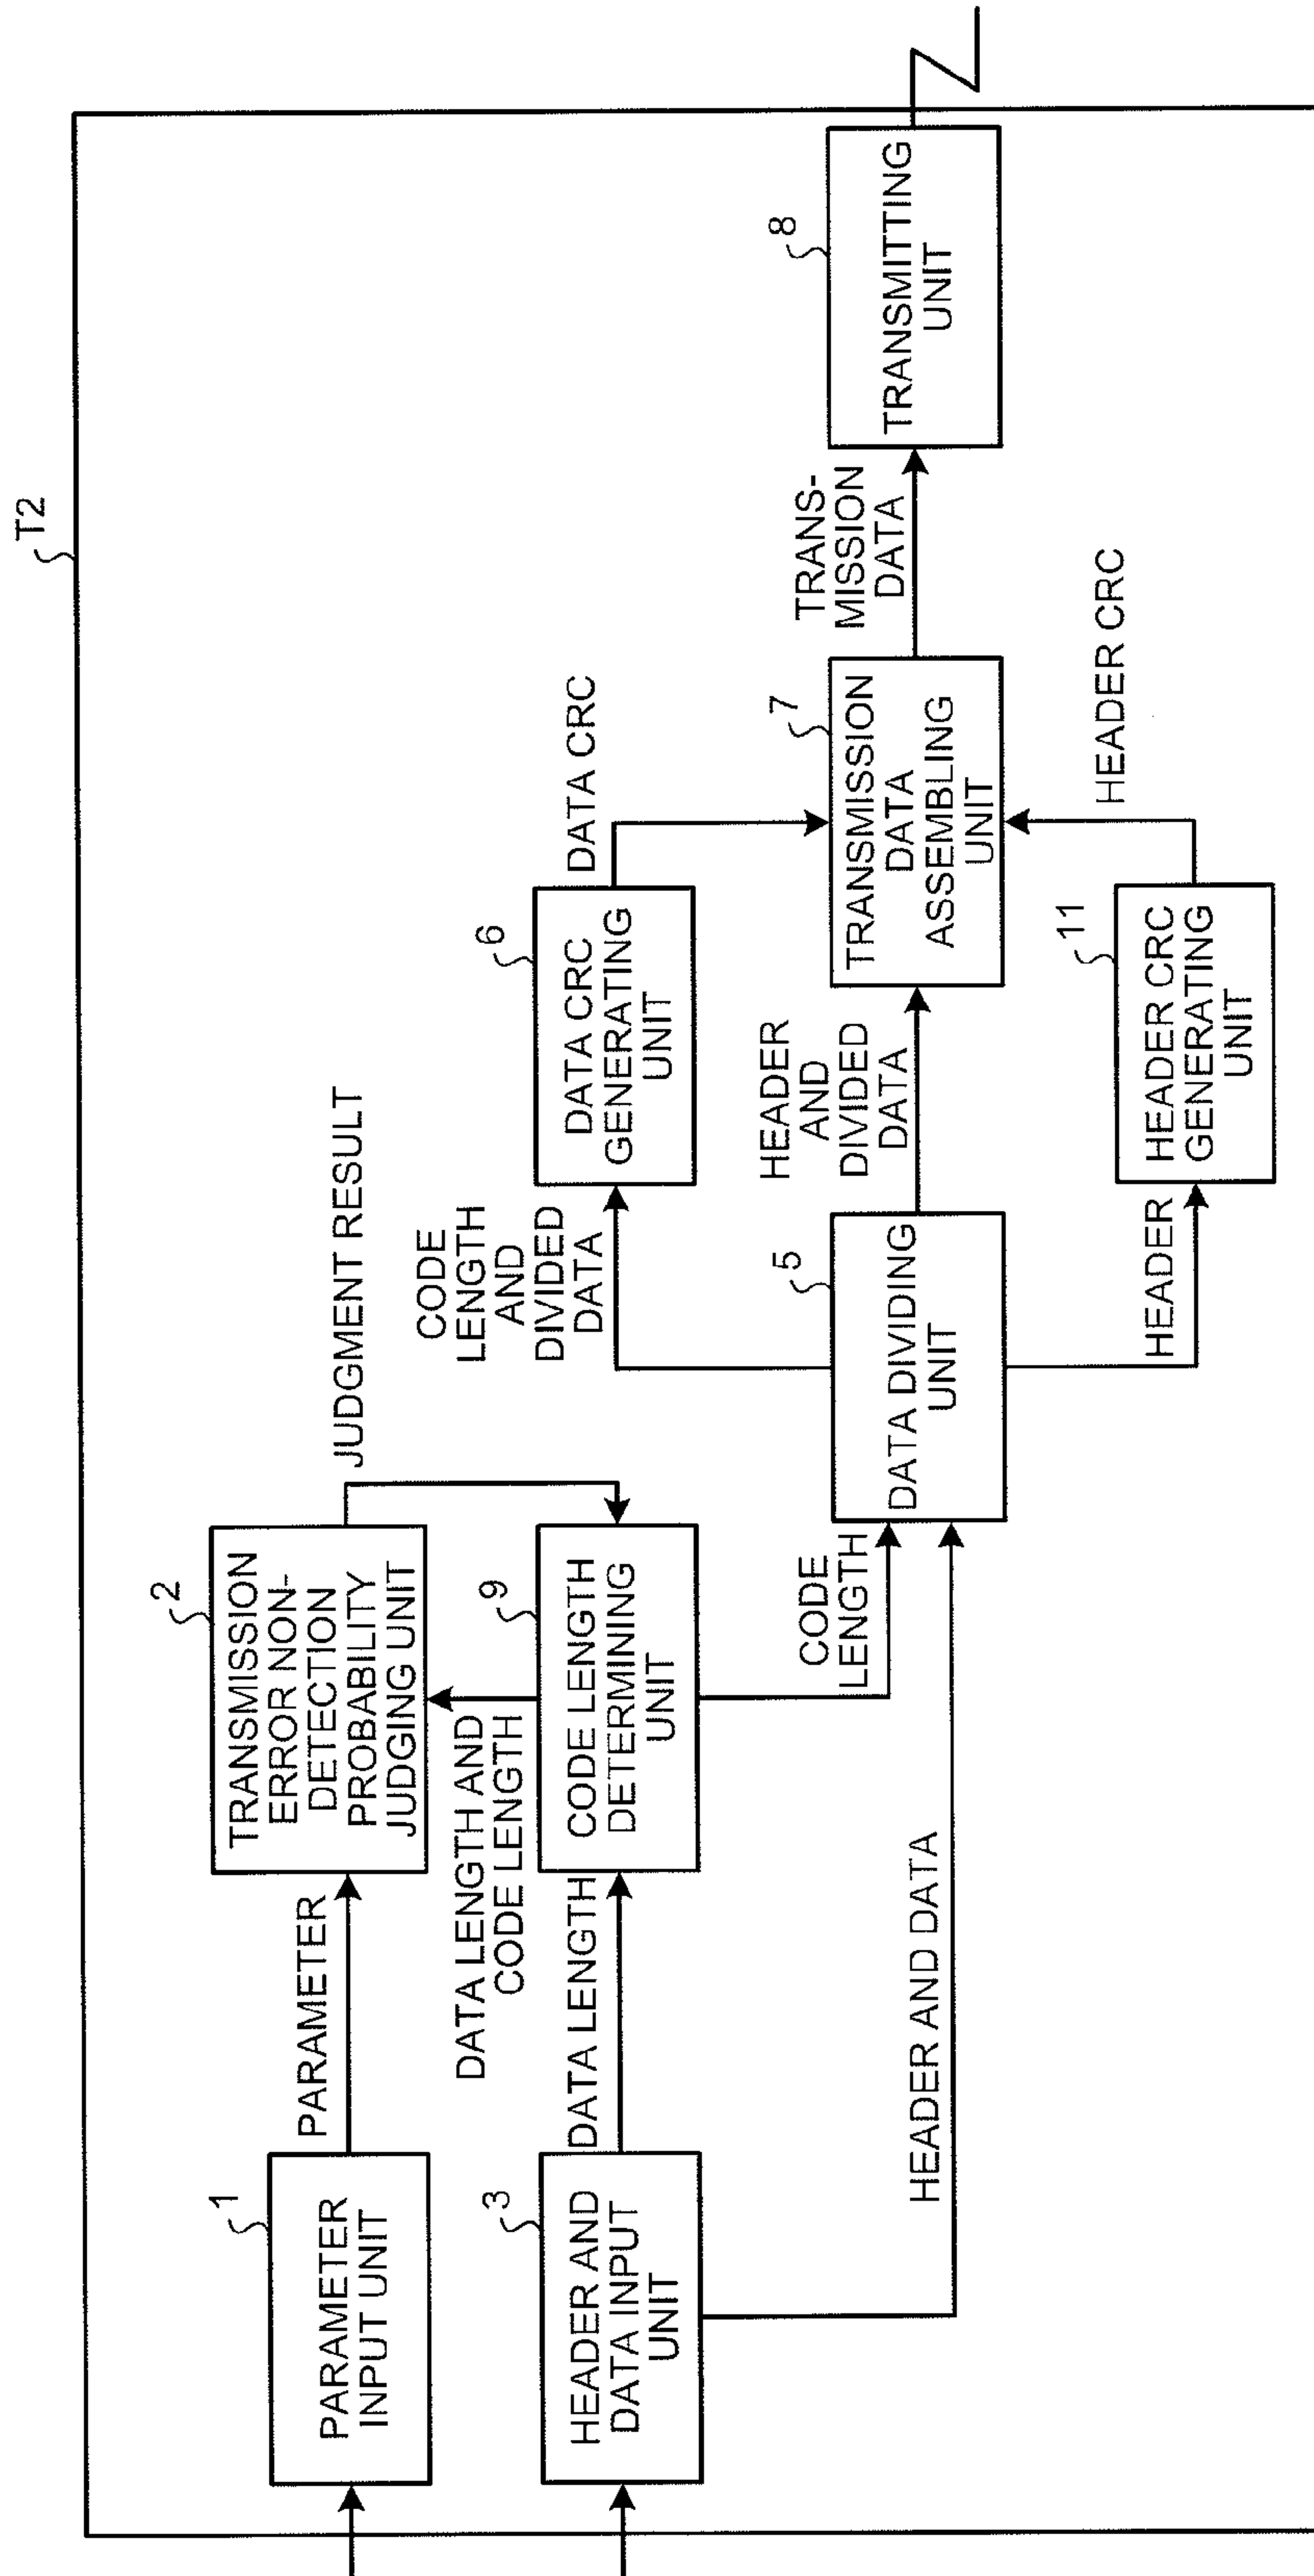 T2
1
PARAMETER
INPUT UNIT
PARAMETER
2
TRANSMISSION
ERROR NON-
DETECTION
PROBABILITY
JUDGING UNIT
JUDGMENT RESULT
DATA LENGTH AND
CODE LENGTH
3
HEADER AND
DATA INPUT
UNIT
DATA LENGTH
9
CODE LENGTH
DETERMINING
UNIT
CODE
LENGTH
HEADER AND DATA
5
DATA DIVIDING
UNIT
CODE
LENGTH
AND
DIVIDED
DATA
6
DATA CRC
GENERATING
UNIT
DATA CRC
HEADER
AND
DIVIDED
DATA
HEADER
11
HEADER CRC
GENERATING
UNIT
HEADER CRC
7
TRANSMISSION
DATA
ASSEMBLING
UNIT
TRANS-
MISSION
DATA
8
TRANSMITTING
UNIT